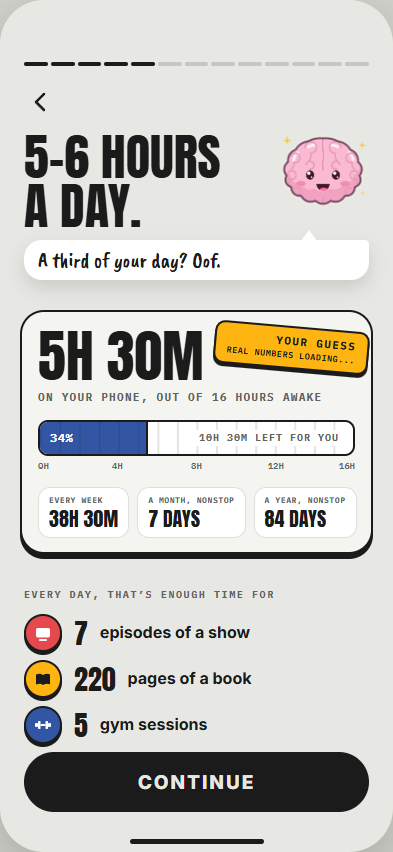 5-6 HOURS
A DAY.
A third of your day? Oof.
5H 30M
YOUR GUESS
REAL NUMBERS LOADING...
ON YOUR PHONE, OUT OF 16 HOURS AWAKE
34%
10H 30M LEFT FOR YOU
0H 4H 8H 12H 16H
EVERY WEEK
38H 30M
A MONTH, NONSTOP
7 DAYS
A YEAR, NONSTOP
84 DAYS
EVERY DAY, THAT'S ENOUGH TIME FOR
7 episodes of a show
220 pages of a book
5 gym sessions
CONTINUE